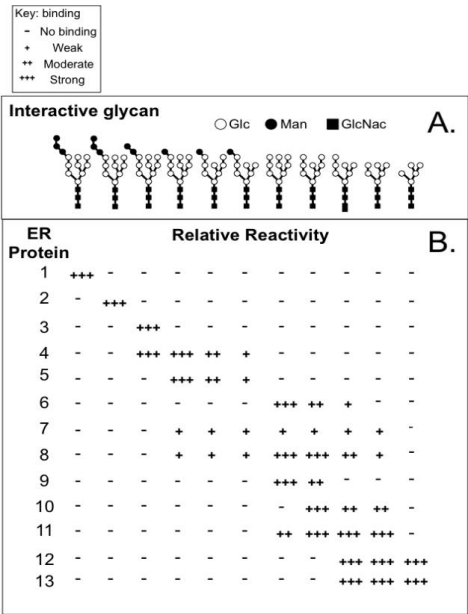 Key: binding
- No binding
+ Weak
++ Moderate
+++ Strong
Interactive glycan
Glc Man GlcNac
A.
B.
ER Protein Relative Reactivity
1 +++ - - - - - - - - - -
2 - +++ - - - - - - - - -
3 - - +++ - - - - - - - -
4 - - +++ +++ ++ + - - - - -
5 - - - +++ ++ + - - - - -
6 - - - - - - +++ ++ + - -
7 - - - + + + + + + + -
8 - - - + + + +++ +++ ++ + -
9 - - - - - - +++ ++ - - -
10 - - - - - - - +++ ++ ++ -
11 - - - - - - ++ +++ +++ +++ -
12 - - - - - - - - +++ +++ +++
13 - - - - - - - - +++ +++ +++